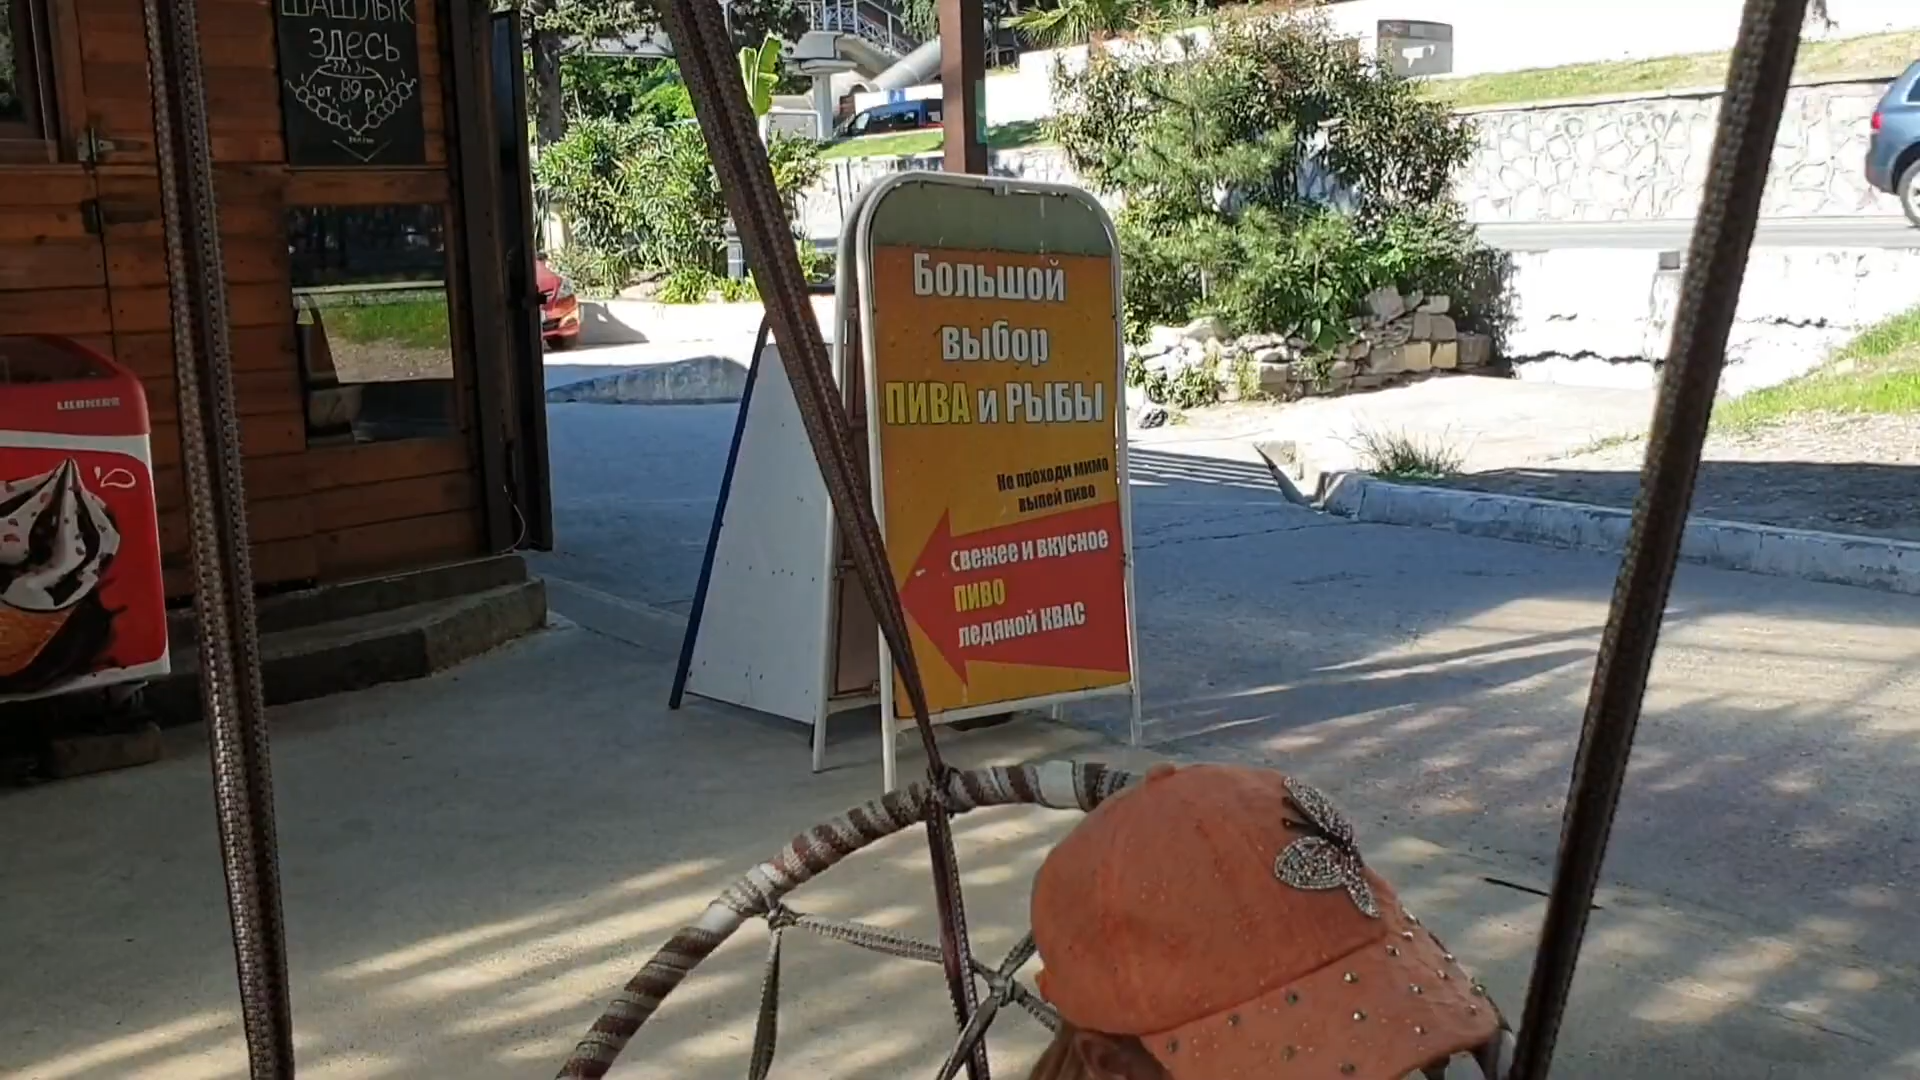 ШАШЛЫК
ЗДЕСЬ
от 89 р
LIEBHERR
Большой
выбор
ПИВА и РЫБЫ
Не проходи мимо
выпей пиво
свежее и вкусное
ПИВО
ледяной КВАС